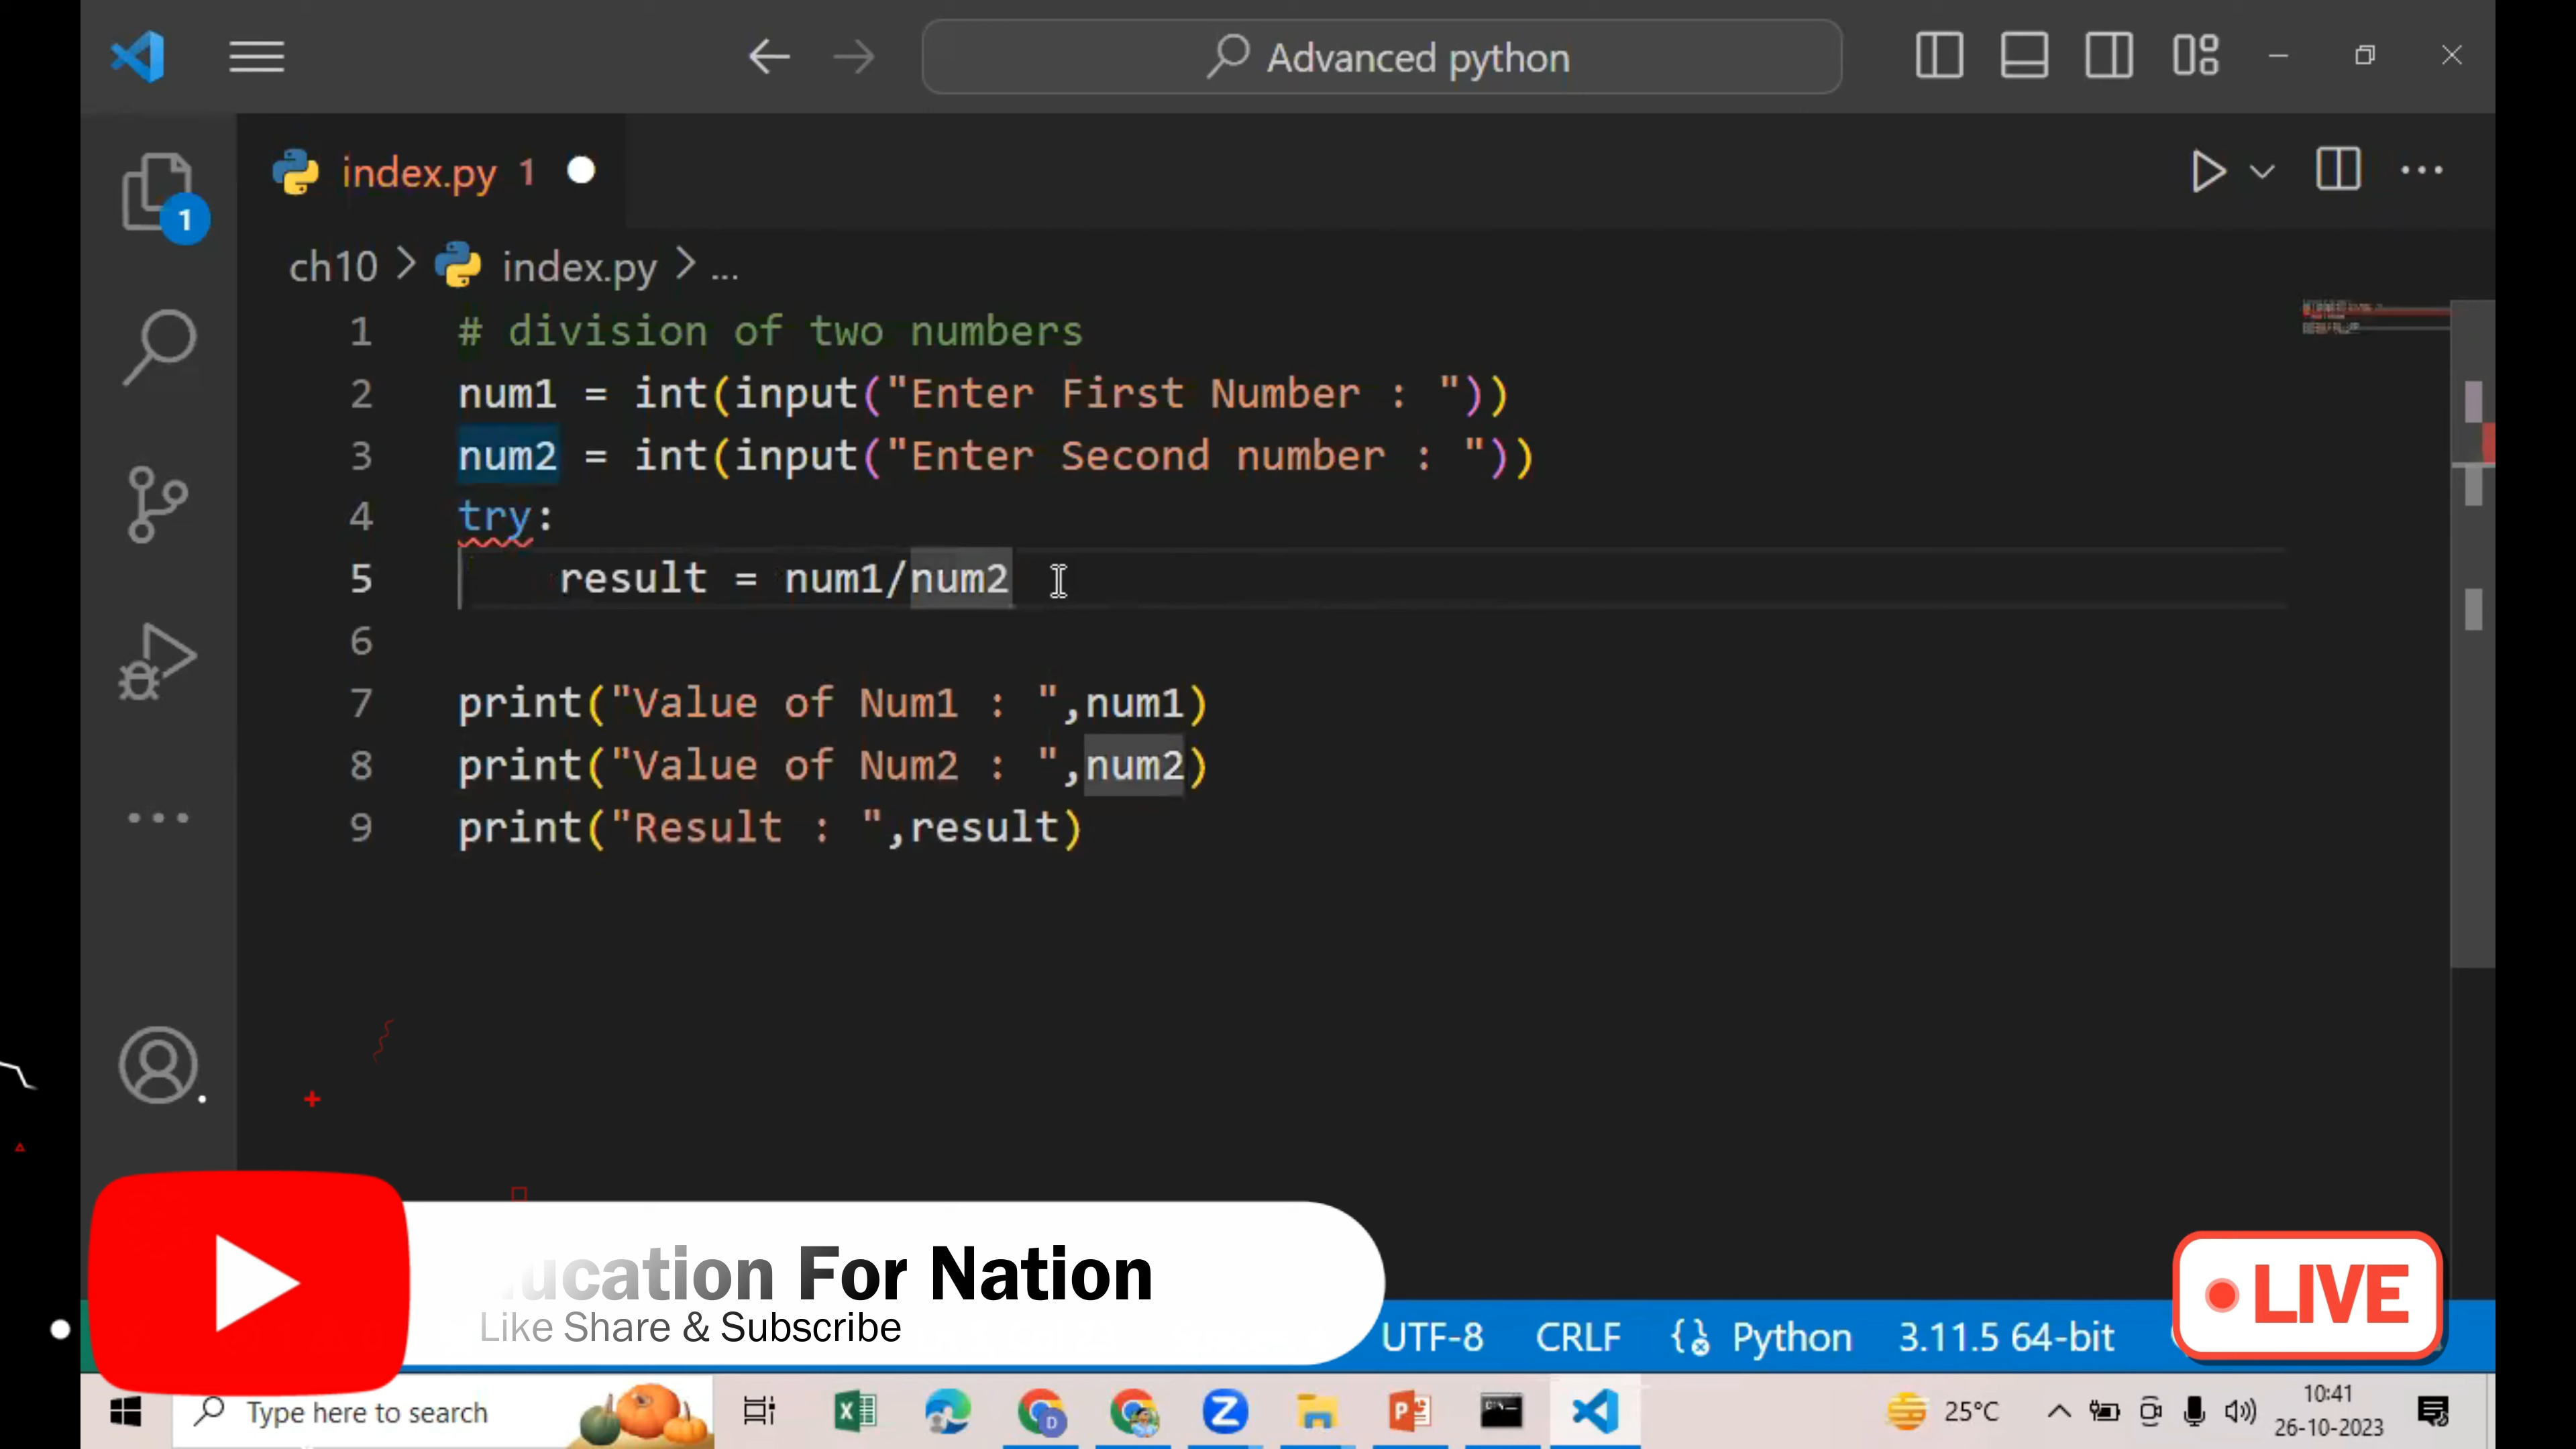 Advanced python
index.py 1
1
ch10 > index.py > ...
1 # division of two numbers
2 num1 = int(input("Enter First Number : "))
3 num2 = int(input("Enter Second number : "))
4 try:
5     result = num1/num2
6
7 print("Value of Num1 : ",num1)
8 print("Value of Num2 : ",num2)
9 print("Result : ",result)
For Nation
Like Share & Subscribe
LIVE
UTF-8 CRLF Python 3.11.5 64-bit
Type here to search
25°C
10:41
26-10-2023